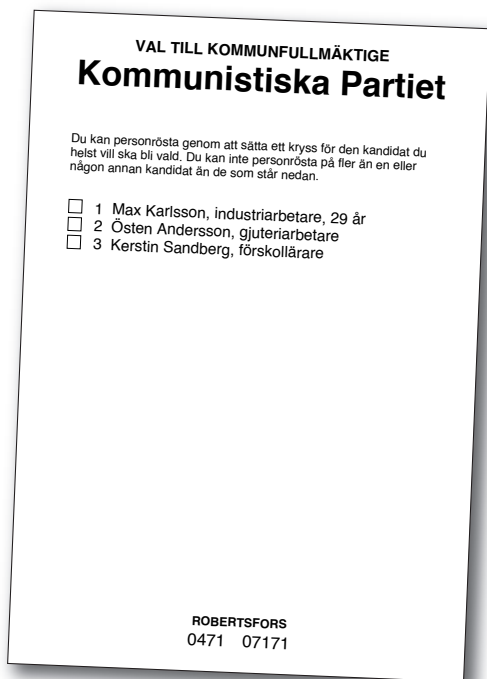 VAL TILL KOMMUNFULLMÄKTIGE
Kommunistiska Partiet
Du kan personrösta genom att sätta ett kryss för den kandidat du
helst vill ska bli vald. Du kan inte personrösta på fler än en eller
någon annan kandidat än de som står nedan.
1 Max Karlsson, industriarbetare, 29 år
2 Östen Andersson, gjuteriarbetare
3 Kerstin Sandberg, förskollärare
ROBERTSFORS
0471 07171